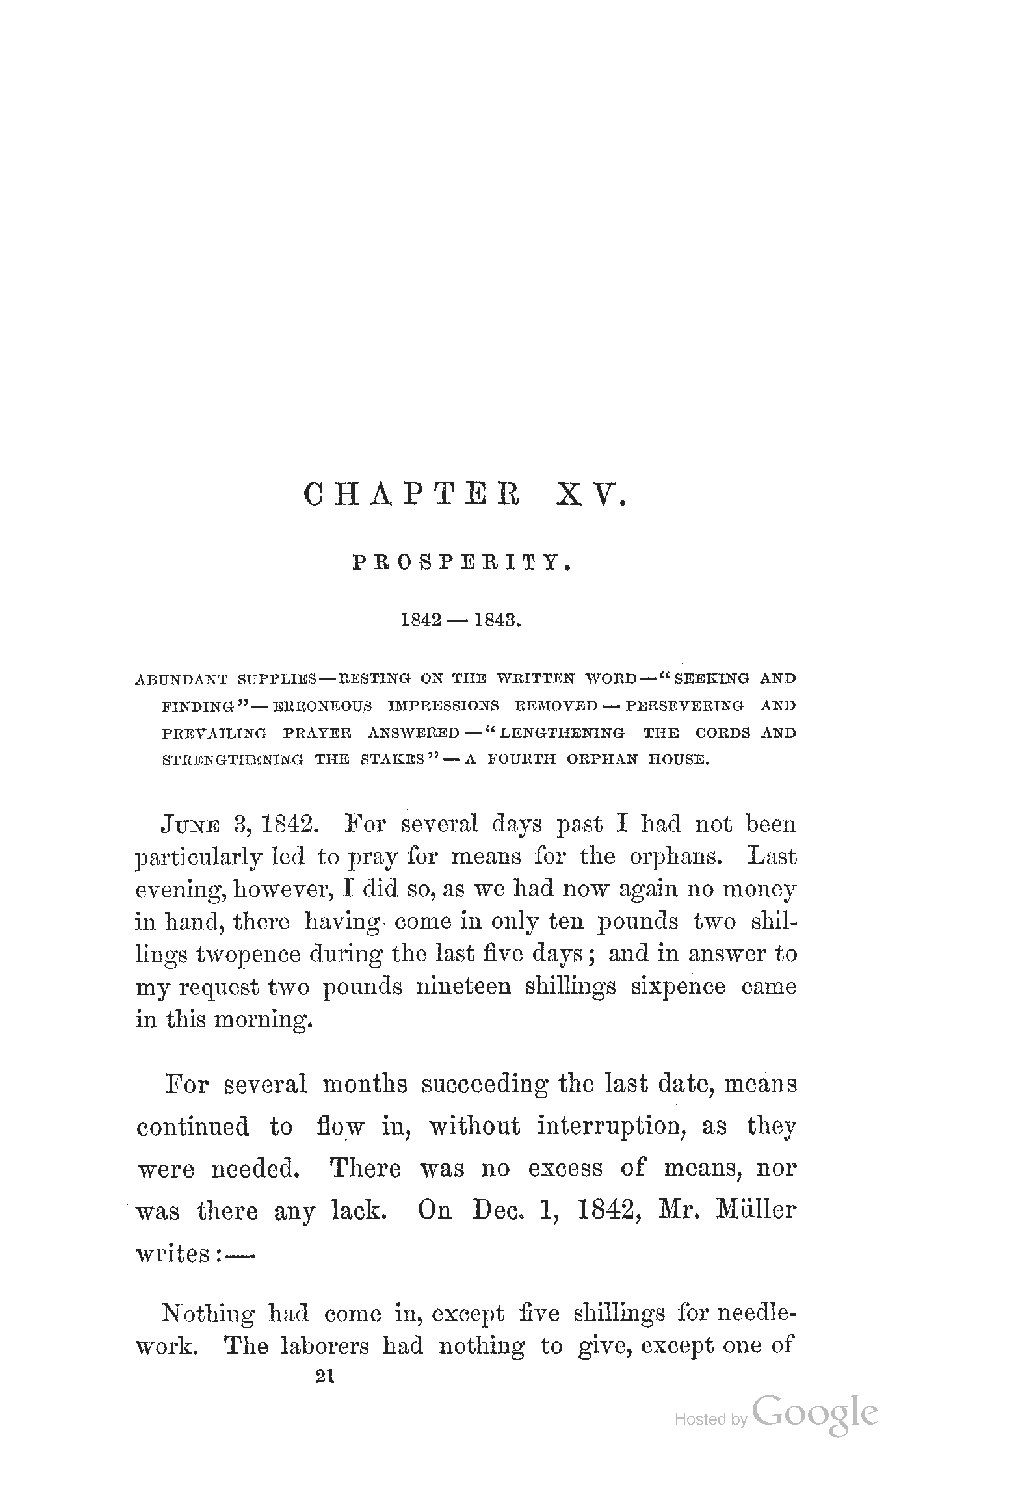 CHAPTER XV.
PROSPERITY.
1842—1843.
ABUNDANT SUPPLIES—RESTING ON THE WRITTEN WORD—“SEEKING AND
FINDING”—ERRONEOUS IMPRESSIONS REMOVED—PERSEVERING AND
PREVAILING PRAYER ANSWERED—“LENGTHENING THE CORDS AND
STRENGTHENING THE STAKES”—A FOURTH ORPHAN HOUSE.
JUNE 3, 1842. For several days past I had not been
particularly led to pray for means for the orphans. Last
evening, however, I did so, as we had now again no money
in hand, there having come in only ten pounds two shil-
lings twopence during the last five days; and in answer to
my request two pounds nineteen shillings sixpence came
in this morning.
For several months succeeding the last date, means
continued to flow in, without interruption, as they
were needed. There was no excess of means, nor
was there any lack. On Dec. 1, 1842, Mr. Müller
writes:—
Nothing had come in, except five shillings for needle-
work. The laborers had nothing to give, except one of
21
Hosted by Google